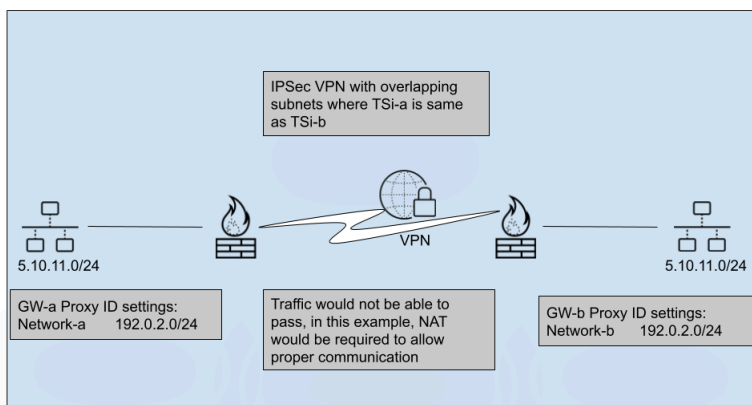 IPSec VPN with overlapping
subnets where TSi-a is same
as TSi-b
VPN
5.10.11.0/24
5.10.11.0/24
GW-a Proxy ID settings:
Network-a 192.0.2.0/24
Traffic would not be able to
pass, in this example, NAT
would be required to allow
proper communication
GW-b Proxy ID settings:
Network-b 192.0.2.0/24